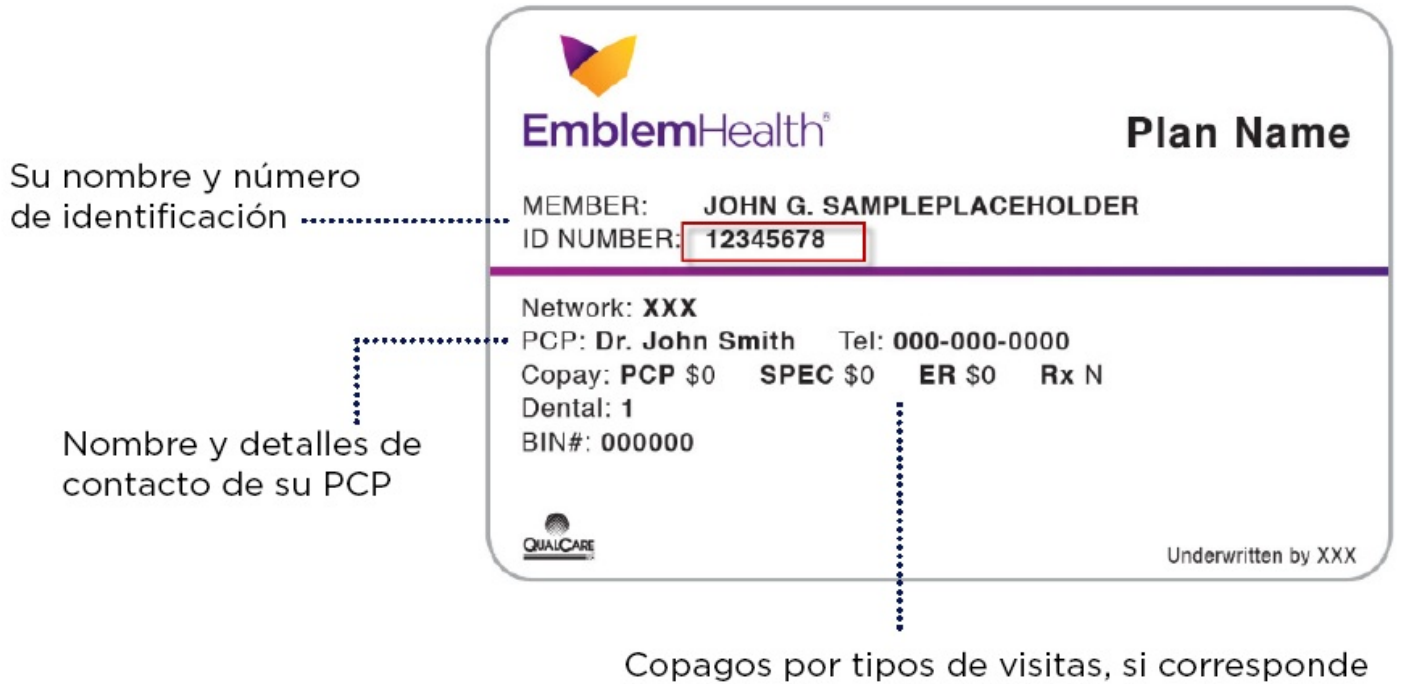 EmblemHealth®
Plan Name
Su nombre y número
de identificación
MEMBER: JOHN G. SAMPLEPLACEHOLDER
ID NUMBER: 12345678
Network: XXX
PCP: Dr. John Smith Tel: 000-000-0000
Copay: PCP $0 SPEC $0 ER $0 Rx N
Dental: 1
BIN#: 000000
Nombre y detalles de
contacto de su PCP
QUALCARE
Underwritten by XXX
Copagos por tipos de visitas, si corresponde